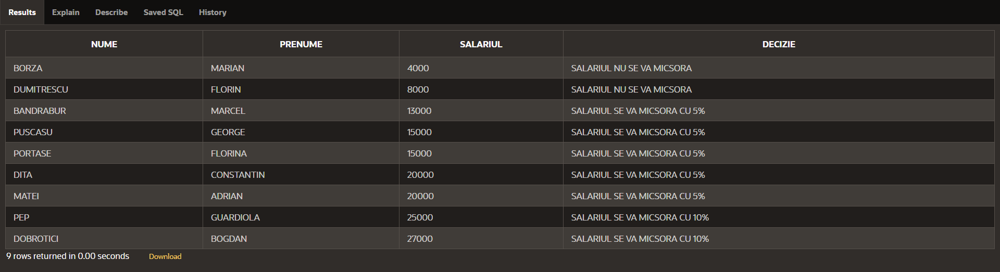 Results Explain Describe Saved SQL History
NUME PRENUME SALARIUL DECIZIE
BORZA MARIAN 4000 SALARIUL NU SE VA MICSORA
DUMITRESCU FLORIN 8000 SALARIUL NU SE VA MICSORA
BANDRABUR MARCEL 13000 SALARIUL SE VA MICSORA CU 5%
PUSCASU GEORGE 15000 SALARIUL SE VA MICSORA CU 5%
PORTASE FLORINA 15000 SALARIUL SE VA MICSORA CU 5%
DITA CONSTANTIN 20000 SALARIUL SE VA MICSORA CU 5%
MATEI ADRIAN 20000 SALARIUL SE VA MICSORA CU 5%
PEP GUARDIOLA 25000 SALARIUL SE VA MICSORA CU 10%
DOBROTICI BOGDAN 27000 SALARIUL SE VA MICSORA CU 10%
9 rows returned in 0.00 seconds Download